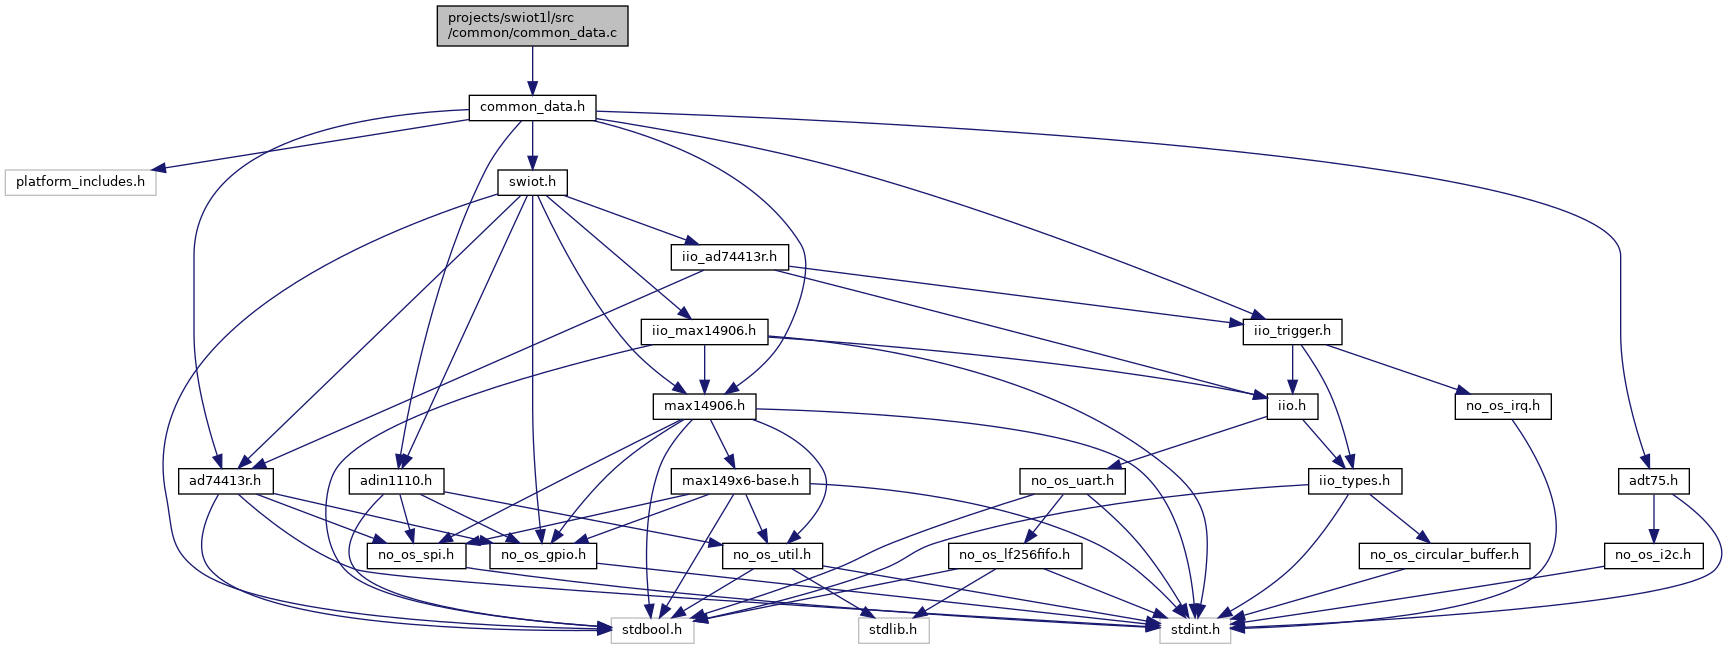 projects/swiot1l/src
/common/common_data.c
common_data.h
platform_includes.h
swiot.h
iio_ad74413r.h
iio_max14906.h
iio_trigger.h
max14906.h
iio.h
no_os_irq.h
ad74413r.h
adin1110.h
max149x6-base.h
no_os_uart.h
iio_types.h
adt75.h
no_os_spi.h
no_os_gpio.h
no_os_util.h
no_os_lf256fifo.h
no_os_circular_buffer.h
no_os_i2c.h
stdbool.h
stdlib.h
stdint.h